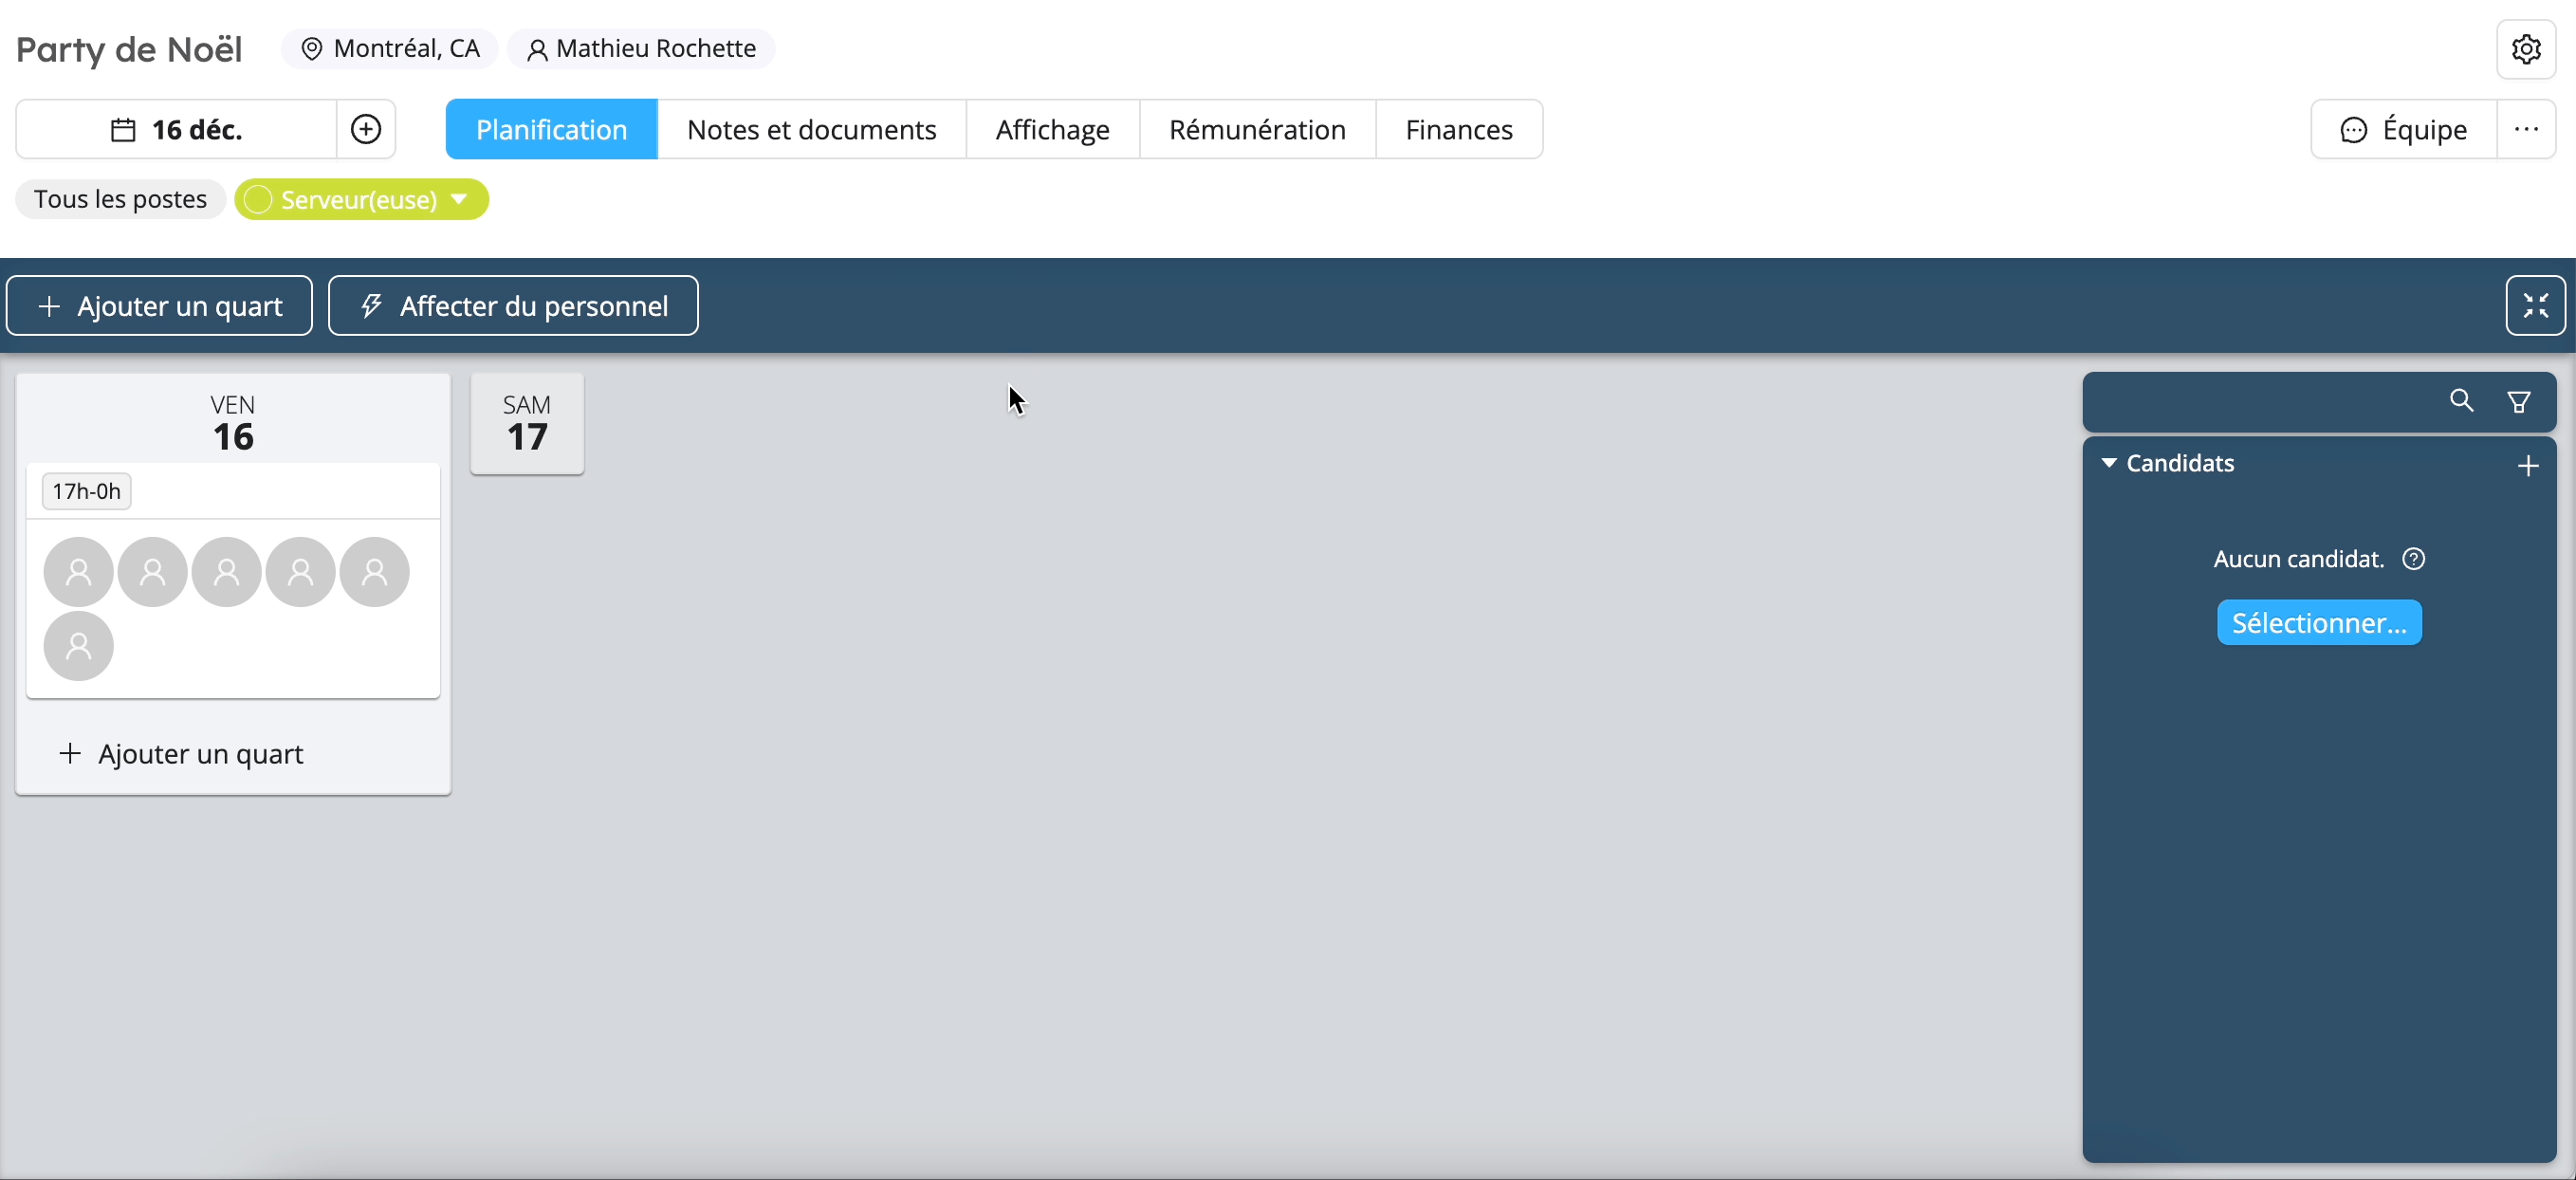 Party de Noël
Montréal, CA
Mathieu Rochette
16 déc.
Planification
Notes et documents
Affichage
Rémunération
Finances
Équipe
Tous les postes
Serveur(euse)
Ajouter un quart
Affecter du personnel
VEN
16
SAM
17
17h-0h
Ajouter un quart
Candidats
Aucun candidat.
Sélectionner...